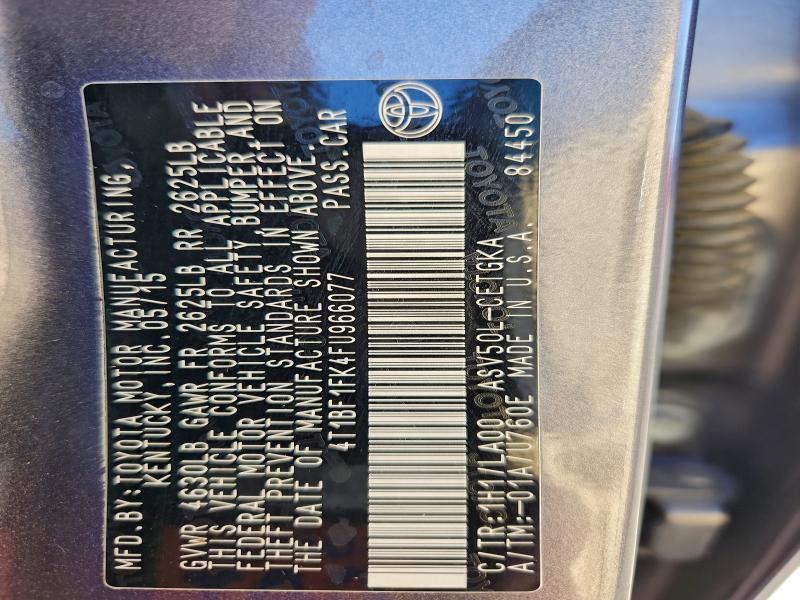 MFD.BY:TOYOTA MOTOR MANUFACTURING,
KENTUCKY, INC. 05/15
GVWR 4630LB GAWR FR 2625LB RR 2625LB
THIS VEHICLE CONFORMS TO ALL APPLICABLE
FEDERAL MOTOR VEHICLE SAFETY BUMPER, AND
THEFT PREVENTION STANDARDS IN EFFECT ON
THE DATE OF MANUFACTURE SHOWN ABOVE.
4T1BF1FK4FU966077 PASS.CAR
C/TR:1H1/LA00 ASV50L-CETGKA
A/TM:-01A/U760E MADE IN U.S.A. 84450